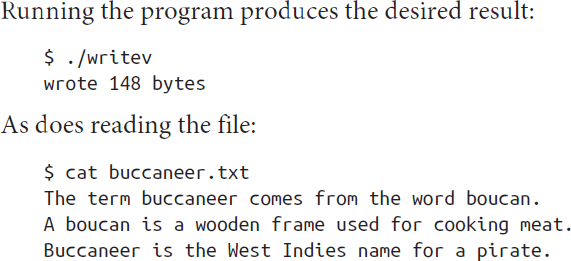 Running the program produces the desired result:
$ ./writev
wrote 148 bytes
As does reading the file:
$ cat buccaneer.txt
The term buccaneer comes from the word boucan.
A boucan is a wooden frame used for cooking meat.
Buccaneer is the West Indies name for a pirate.